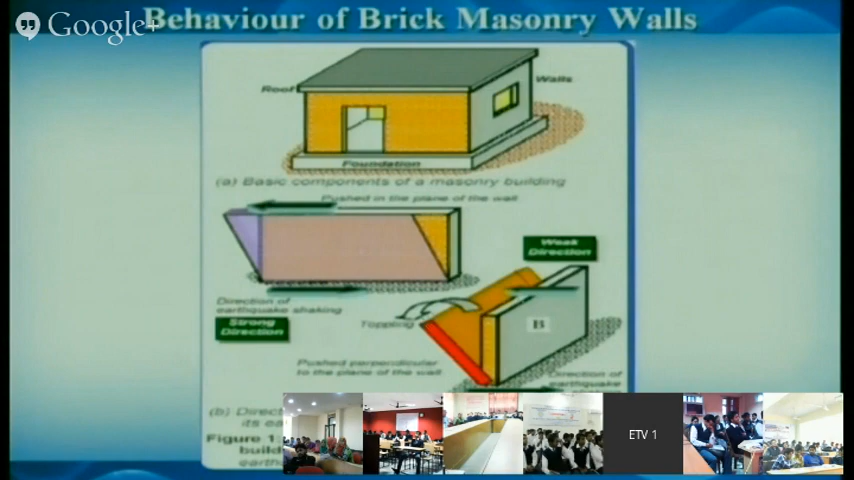 Google+
Behaviour of Brick Masonry Walls
Roof
Walls
Foundation
(a) Basic components of a masonry building
Pushed in the plane of the wall
Weak
Direction
Direction of
earthquake shaking
Strong
Direction
Toppling
B
Pushed perpendicular
to the plane of the wall
Direction of
earthquake
(b) Direct
its ea
Figure 1:
build
earth
ETV 1